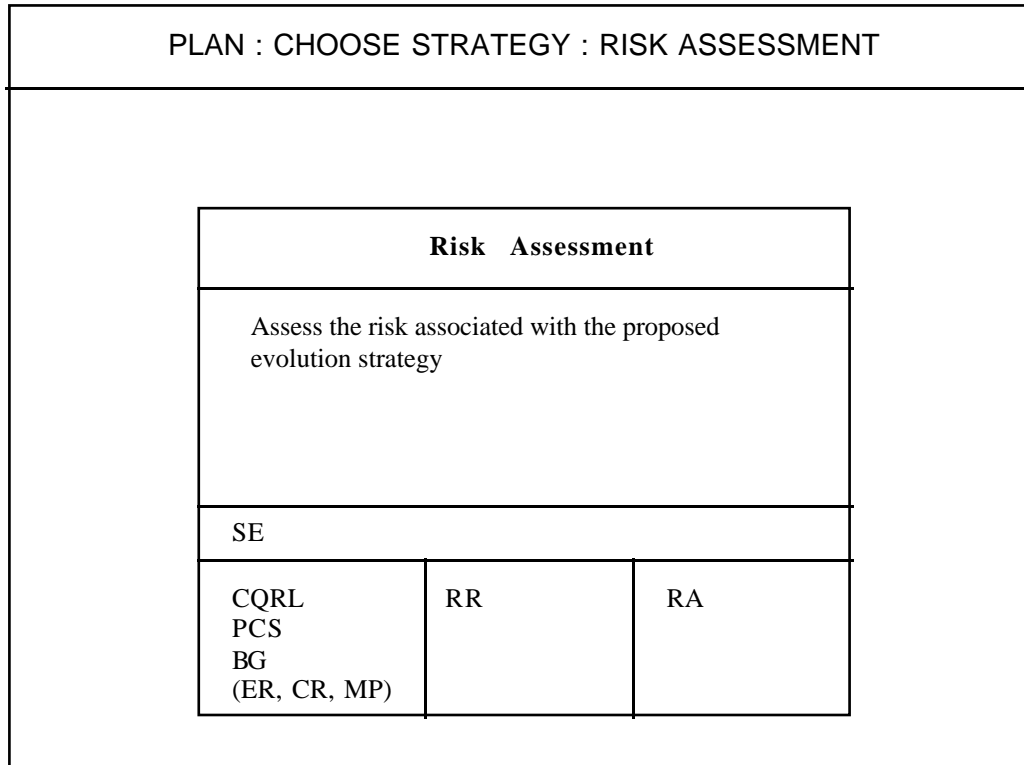 PLAN : CHOOSE STRATEGY : RISK ASSESSMENT
Risk Assessment
Assess the risk associated with the proposed
evolution strategy
SE
CQRL
PCS
BG
(ER, CR, MP)
RR
RA